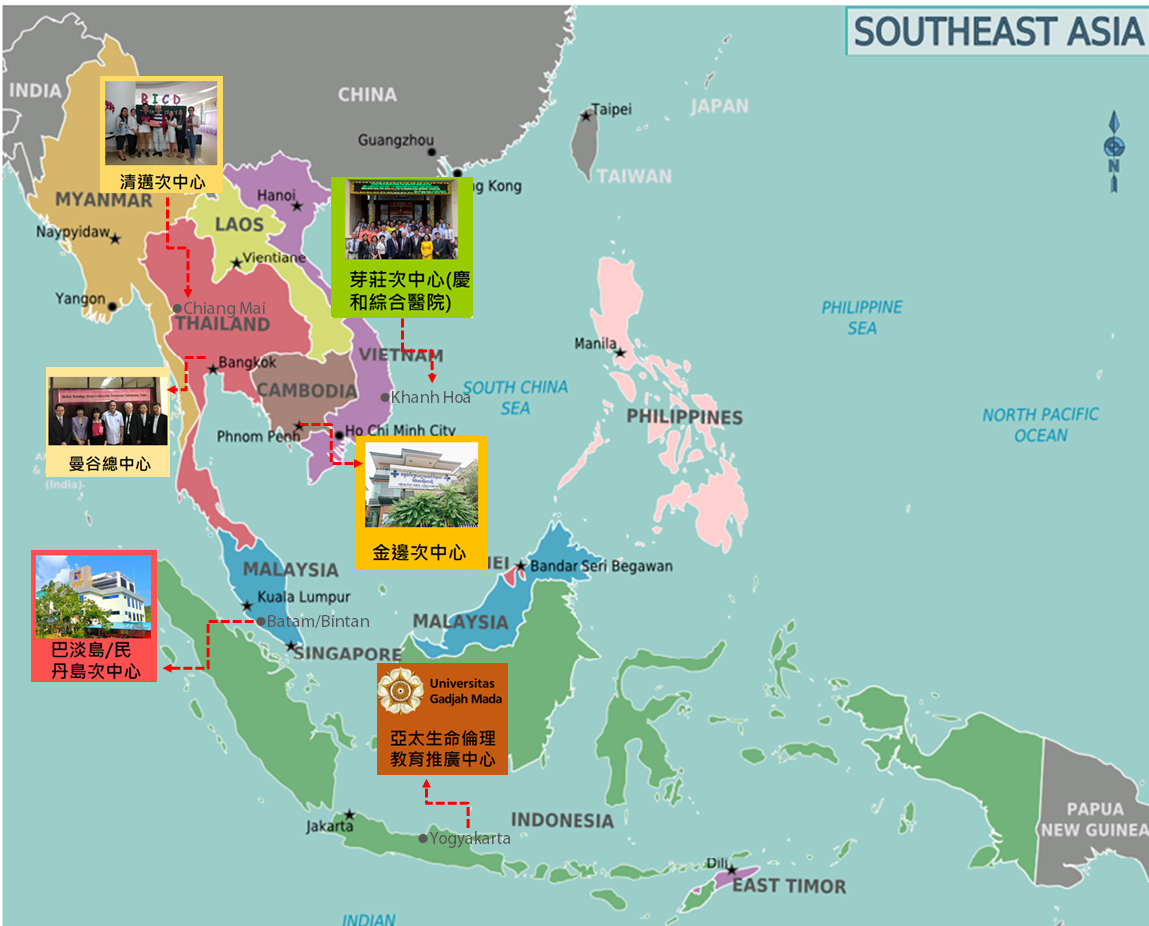 SOUTHEAST ASIA
INDIA
CHINA
JAPAN
Taipei
TAIWAN
Guangzhou
ng Kong
N
RICD
清邁次中心
MYANMAR
Naypyidaw
Yangon
Hanoi
LAOS
Vientiane
芽莊次中心(慶
和綜合醫院)
Chiang Mai
THAILAND
Bangkok
VIETNAM
CAMBODIA
Khanh Hoa
Phnom Penh
Ho Chi Minh City
SOUTH CHINA
SEA
PHILIPPINE
SEA
Manila
PHILIPPINES
NORTH PACIFIC
OCEAN
曼谷總中心
(India)
金邊次中心
MALAYSIA
Kuala Lumpur
Batam/Bintan
SINGAPORE
巴淡島/民
丹島次中心
NEI
Bandar Seri Begawan
MALAYSIA
Universitas
Gadjah Mada
亞太生命倫理
教育推廣中心
Jakarta
Yogyakarta
INDONESIA
Dili
EAST TIMOR
PAPUA
NEW GUINEA
INDIAN